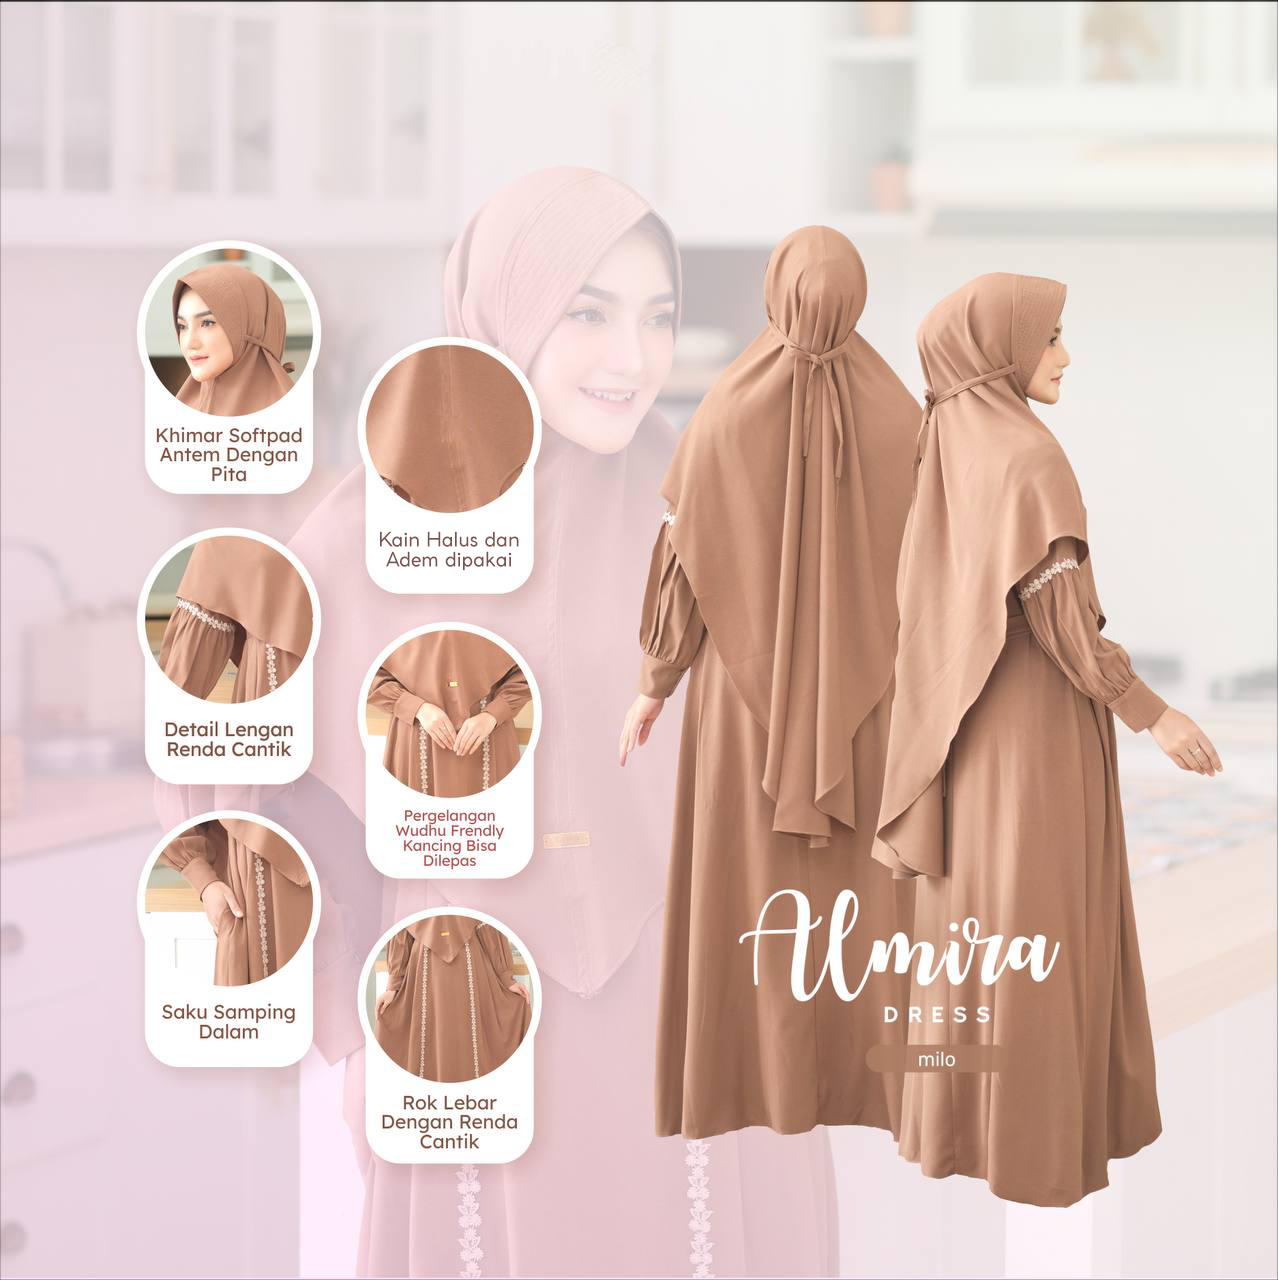 Khimar Softpad
Antem Dengan
Pita
Kain Halus dan
Adem dipakai
Detail Lengan
Renda Cantik
Pergelangan
Wudhu Frendly
Kancing Bisa
Dilepas
Saku Samping
Dalam
Rok Lebar
Dengan Renda
Cantik
Almira
DRESS
milo